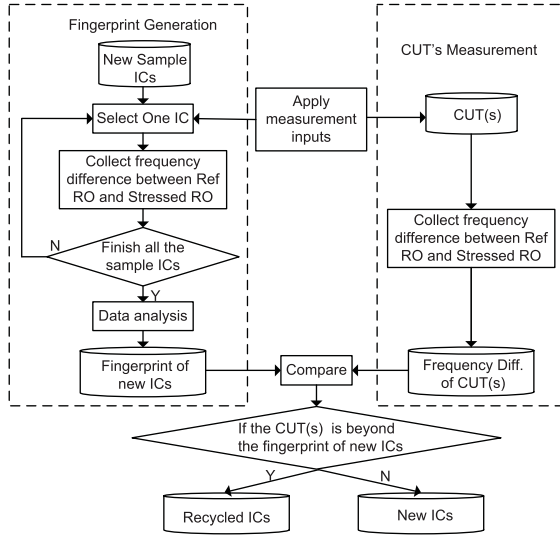 Fingerprint Generation
New Sample
ICs
Select One IC
Collect frequency
difference between Ref
RO and Stressed RO
N
Finish all the
sample ICs
Y
Data analysis
Fingerprint of
new ICs
Apply
measurement
inputs
CUT's Measurement
CUT(s)
Collect frequency
difference between Ref
RO and Stressed RO
Frequency Diff.
of CUT(s)
Compare
If the CUT(s) is beyond
the fingerprint of new ICs
Y
N
Recycled ICs
New ICs